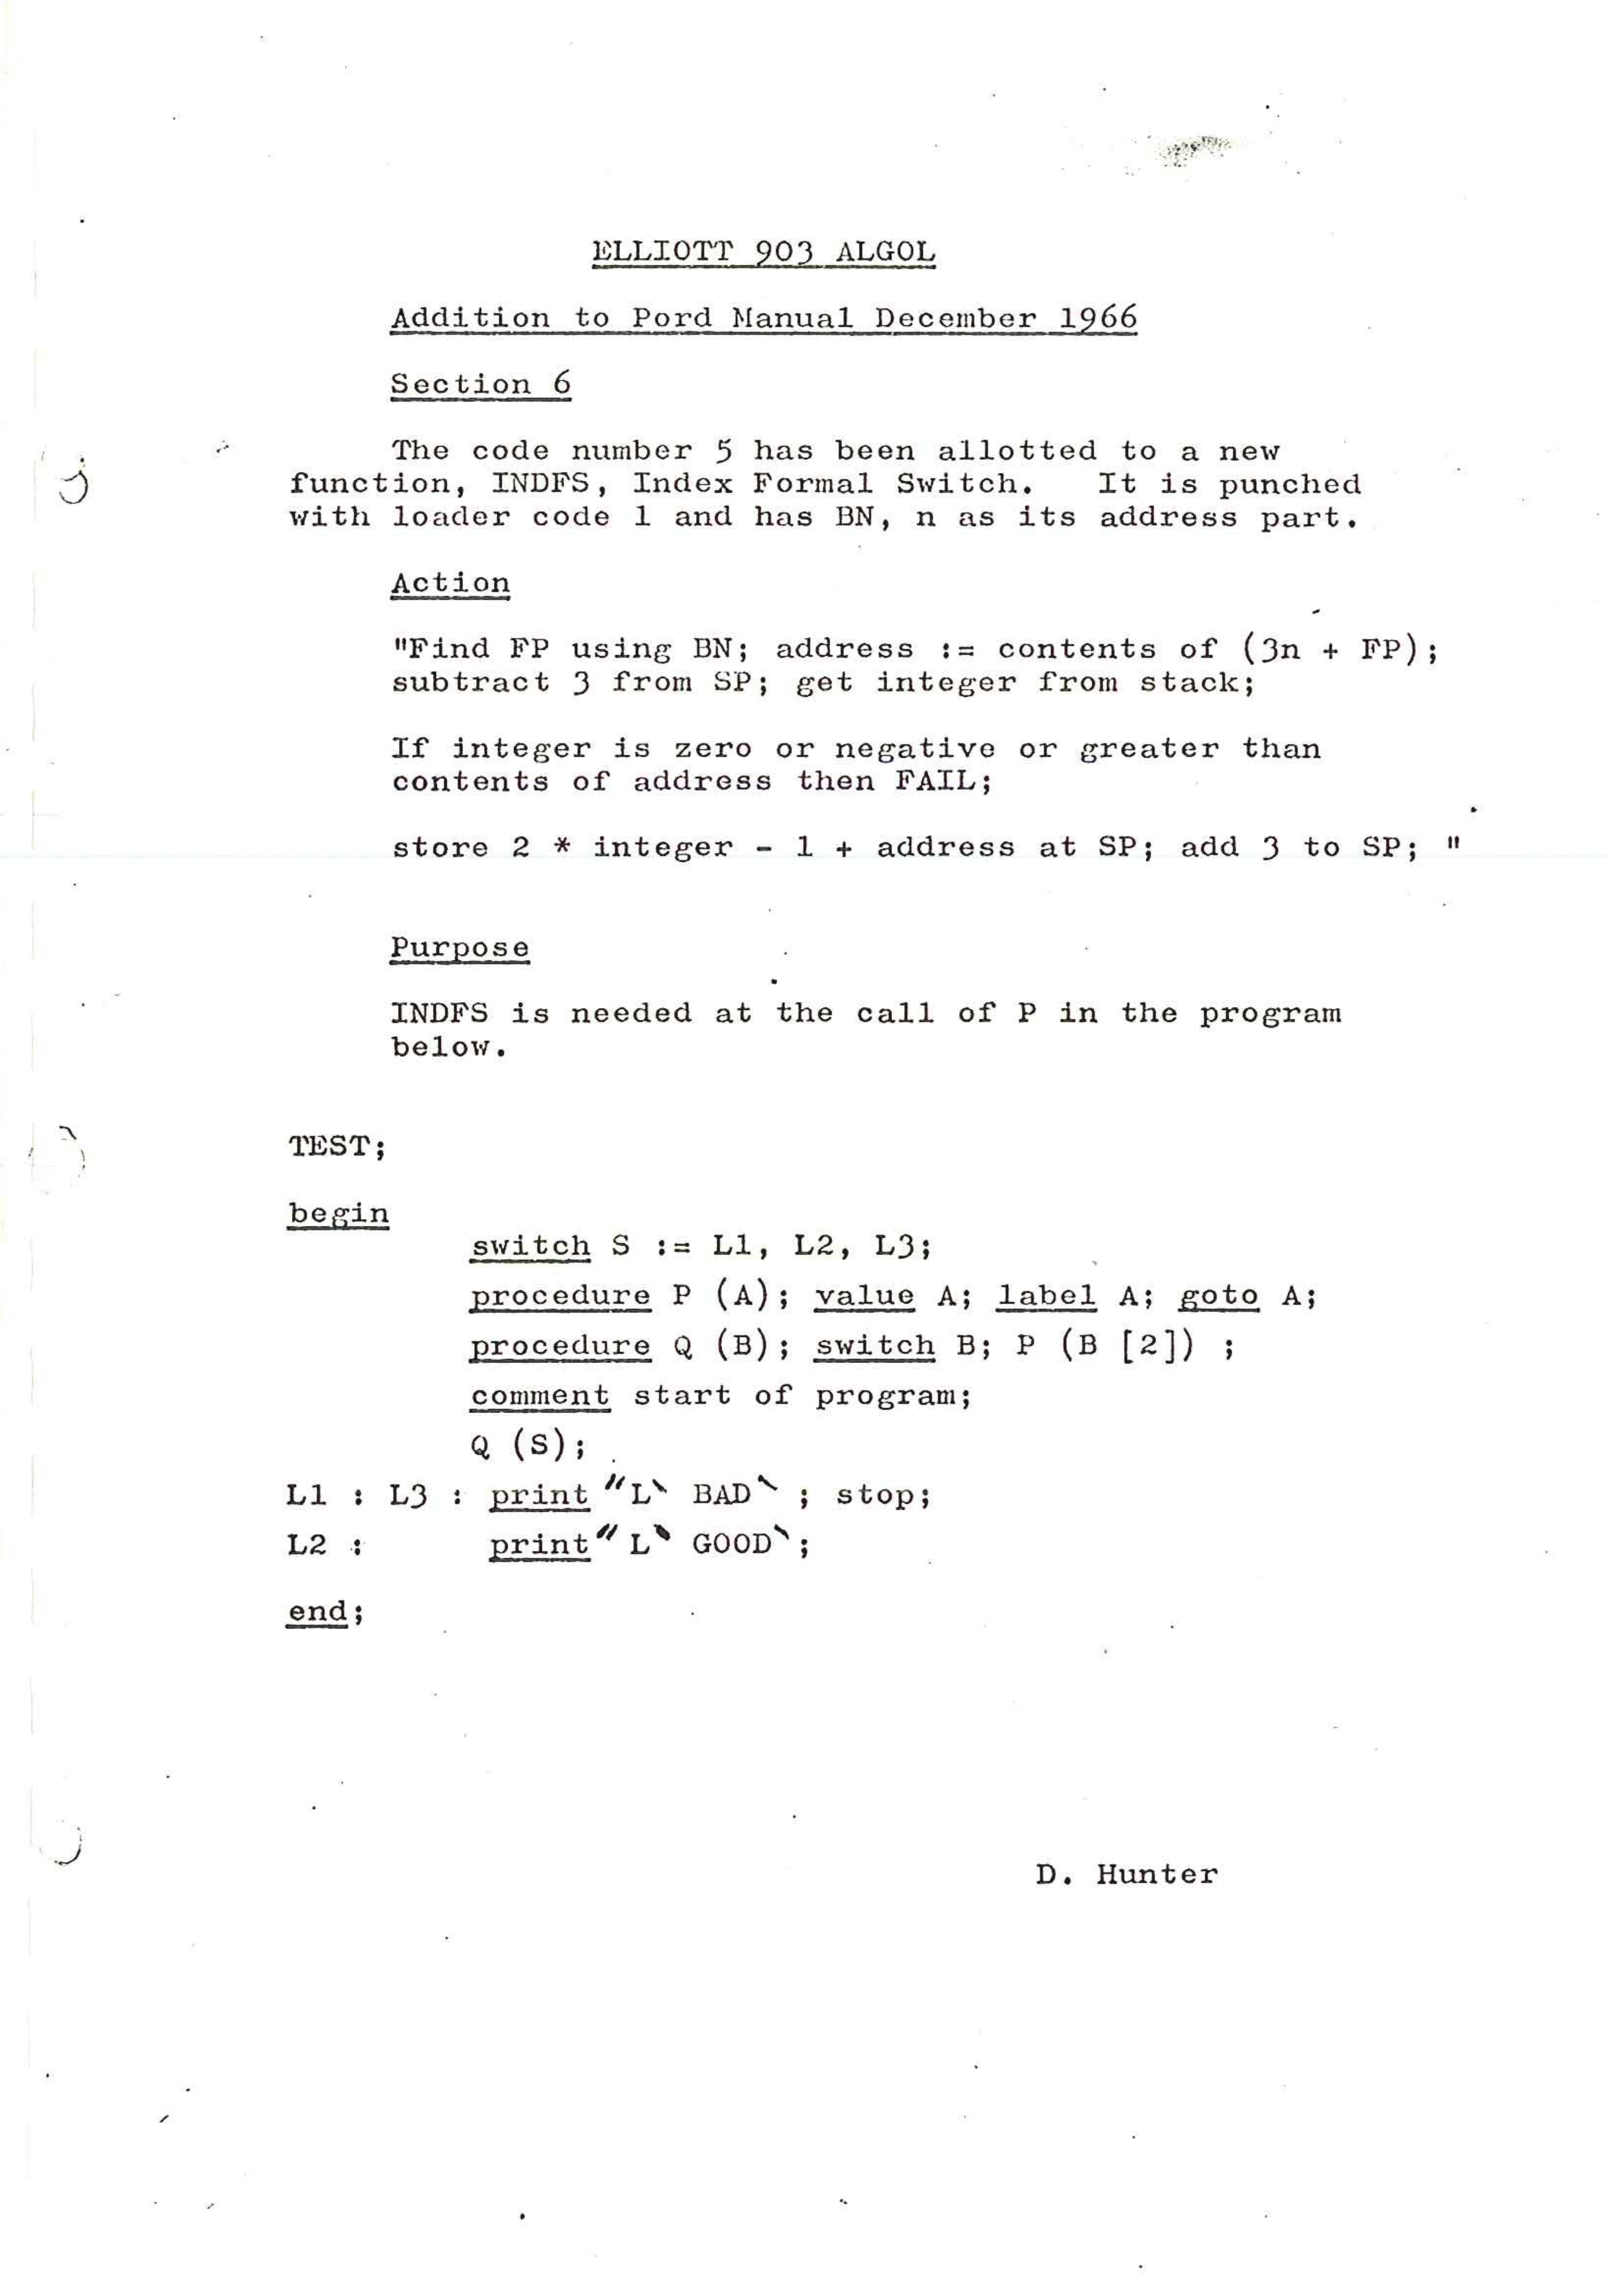 ELLIOTT 903 ALGOL
Addition to Pord Manual December 1966
Section 6
The code number 5 has been allotted to a new
function, INDFS, Index Formal Switch. It is punched
with loader code 1 and has BN, n as its address part.
Action
"Find FP using BN; address := contents of (3n + FP);
subtract 3 from SP; get integer from stack;
If integer is zero or negative or greater than
contents of address then FAIL;
store 2 * integer - 1 + address at SP; add 3 to SP; "
Purpose
INDFS is needed at the call of P in the program
below.
TEST;
begin
switch S := L1, L2, L3;
procedure P (A); value A; label A; goto A;
procedure Q (B); switch B; P (B [2]) ;
comment start of program;
Q (S);
L1 : L3 : print "L` BAD` ; stop;
L2 : print" L` GOOD`;
end;
D. Hunter